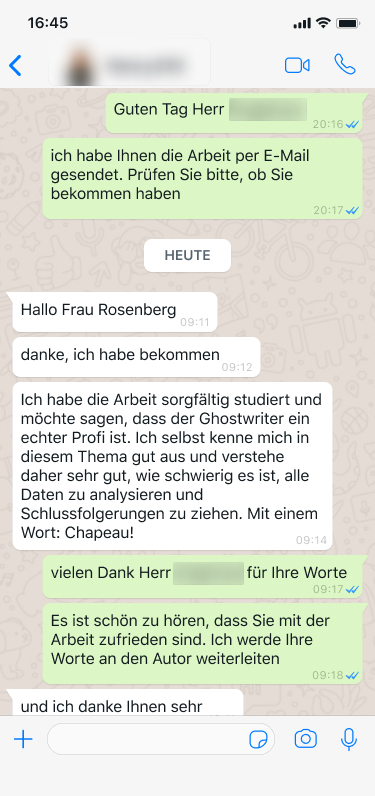 16:45
Guten Tag Herr
20:16
ich habe Ihnen die Arbeit per E-Mail
gesendet. Prüfen Sie bitte, ob Sie
bekommen haben
20:17
HEUTE
Hallo Frau Rosenberg
09:11
danke, ich habe bekommen
09:12
Ich habe die Arbeit sorgfältig studiert und
möchte sagen, dass der Ghostwriter ein
echter Profi ist. Ich selbst kenne mich in
diesem Thema gut aus und verstehe
daher sehr gut, wie schwierig es ist, alle
Daten zu analysieren und
Schlussfolgerungen zu ziehen. Mit einem
Wort: Chapeau!
09:14
vielen Dank Herr für Ihre Worte
09:17
Es ist schön zu hören, dass Sie mit der
Arbeit zufrieden sind. Ich werde Ihre
Worte an den Autor weiterleiten
09:18
und ich danke Ihnen sehr